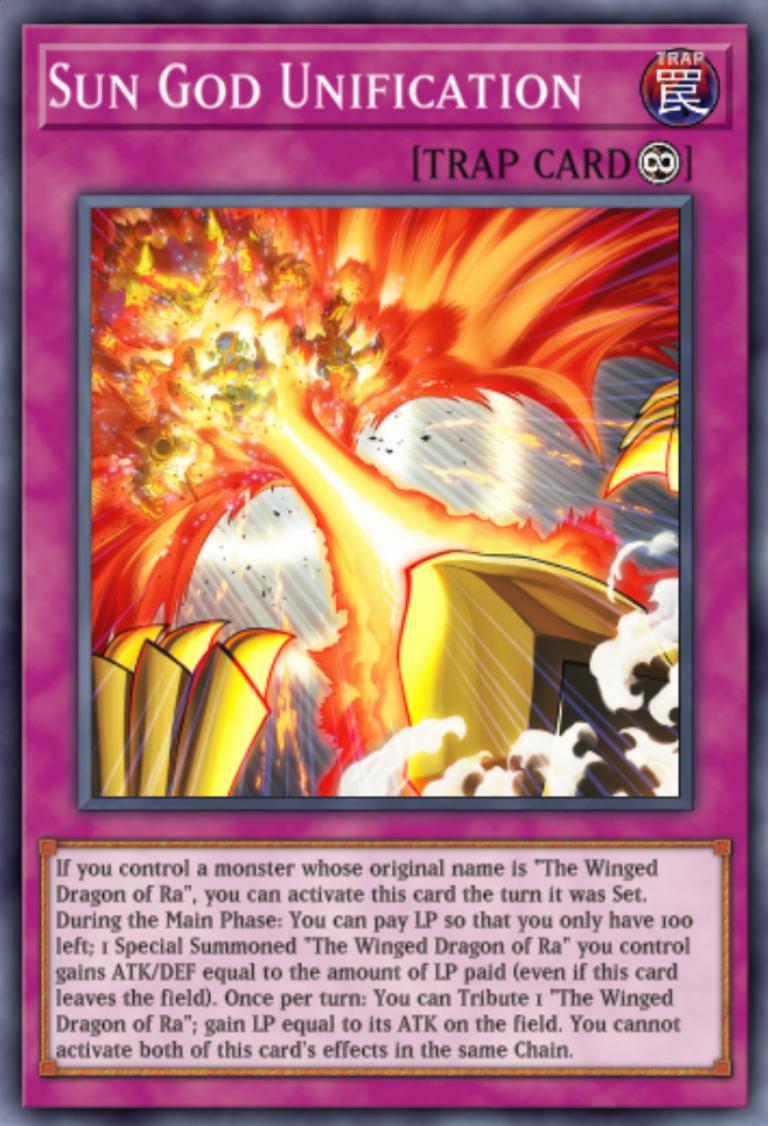 Sun God Unification
TRAP
罠
[TRAP CARD]
If you control a monster whose original name is "The Winged
Dragon of Ra", you can activate this card the turn it was Set.
During the Main Phase: You can pay LP so that you only have 100
left; 1 Special Summoned "The Winged Dragon of Ra" you control
gains ATK/DEF equal to the amount of LP paid (even if this card
leaves the field). Once per turn: You can Tribute 1 "The Winged
Dragon of Ra"; gain LP equal to its ATK on the field. You cannot
activate both of this card's effects in the same Chain.